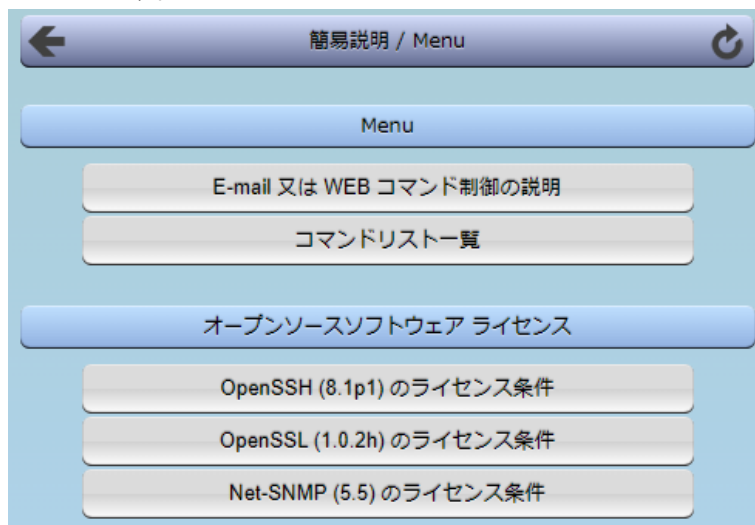 簡易説明 / Menu
Menu
E-mail 又は WEB コマンド制御の説明
コマンドリスト一覧
オープンソースソフトウェア ライセンス
OpenSSH (8.1p1) のライセンス条件
OpenSSL (1.0.2h) のライセンス条件
Net-SNMP (5.5) のライセンス条件